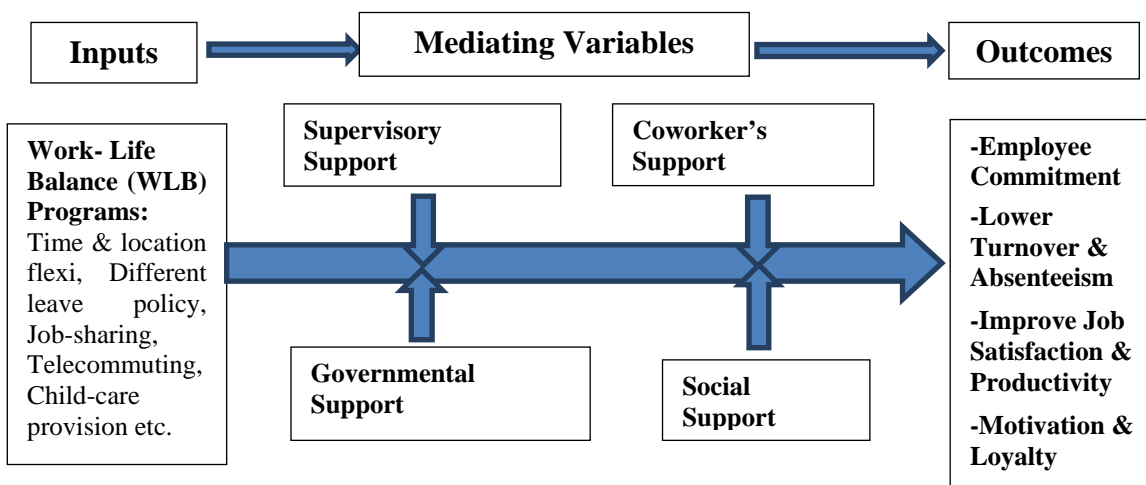 Inputs
Mediating Variables
Outcomes
Supervisory
Support
Coworker's
Support
Work- Life
Balance (WLB)
Programs:
Time & location
flexi, Different
leave policy,
Job-sharing,
Telecommuting,
Child-care
provision etc.
Governmental
Support
Social
Support
-Employee
Commitment
-Lower
Turnover &
Absenteeism
-Improve Job
Satisfaction &
Productivity
-Motivation &
Loyalty